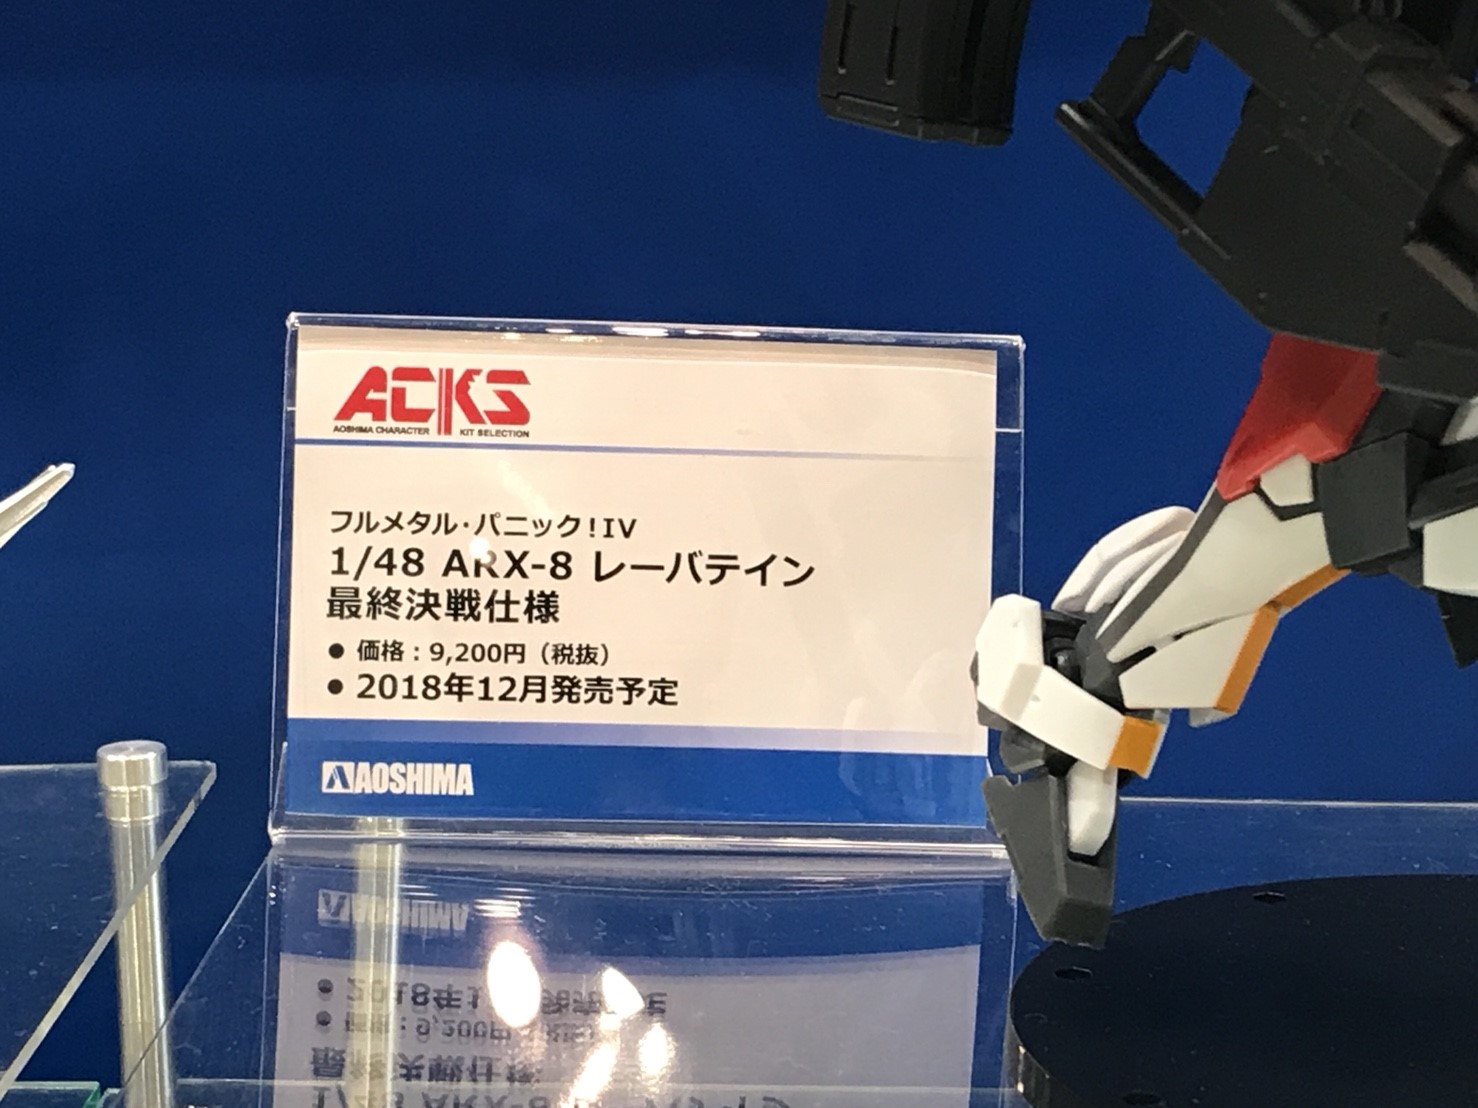 ACKS
AOSHIMA CHARACTER KIT SELECTION
フルメタル・パニック！IV
1/48 ARX-8 レーバテイン
最終決戦仕様
● 価格：9,200円（税抜）
● 2018年12月発売予定
AOSHIMA